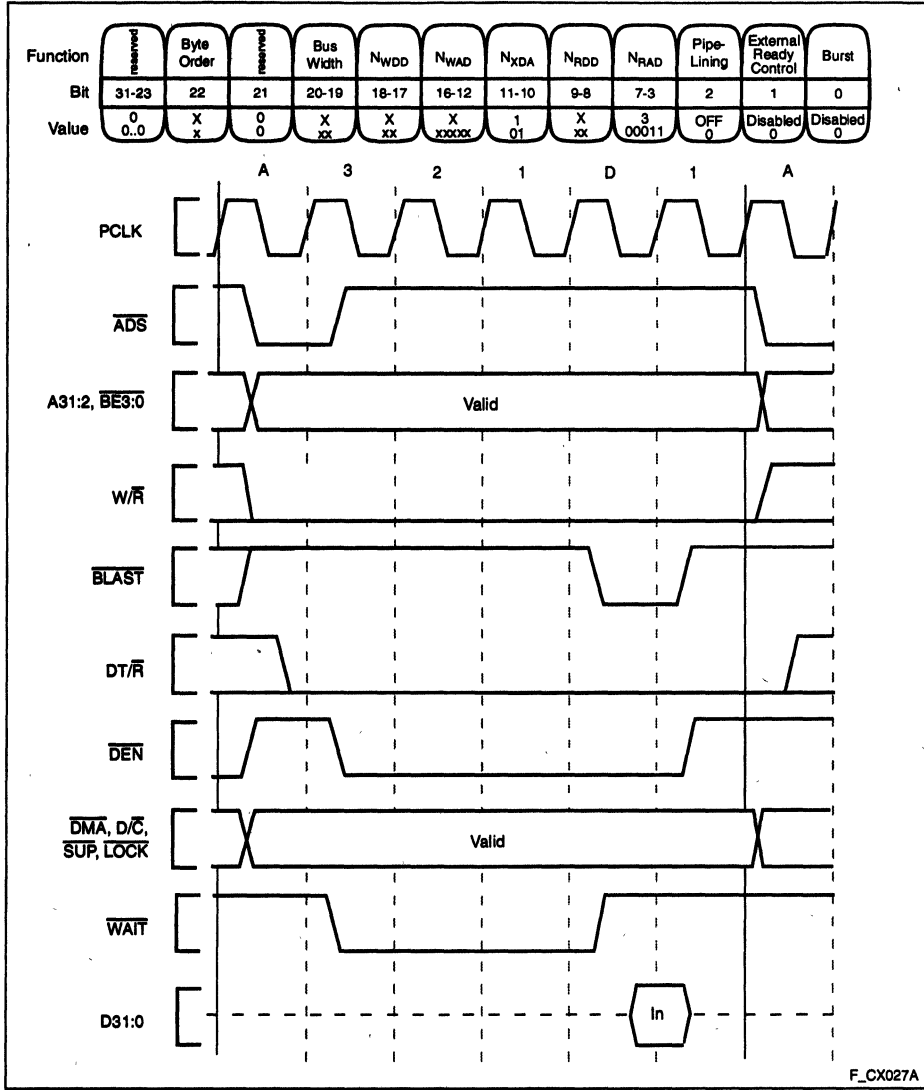 Function reserved Byte Order reserved Bus Width NWDD NWAD NXDA NRDD NRAD Pipe-Lining External Ready Control Burst
Bit 31-23 22 21 20-19 18-17 16-12 11-10 9-8 7-3 2 1 0
Value 0 X 0 X X X 1 X 3 OFF Disabled Disabled
0..0 x 0 xx xx xxxxx 01 xx 00011 0 0 0
A 3 2 1 D 1 A
PCLK
ADS
A31:2, BE3:0 Valid
W/R
BLAST
DT/R
DEN
DMA, D/C,
SUP, LOCK
Valid
WAIT
D31:0 In
F_CX027A